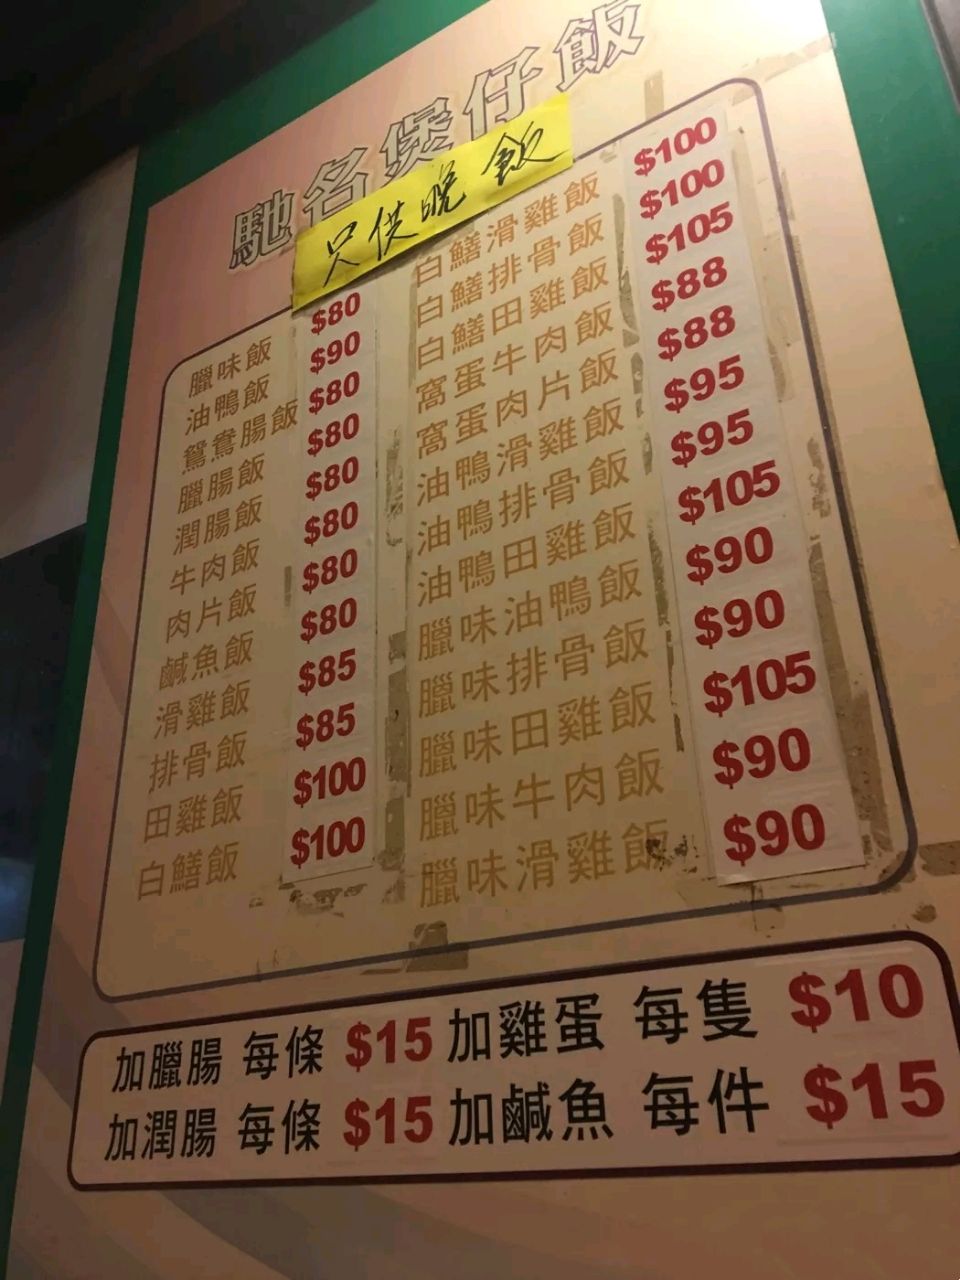 馳名煲仔飯
只供晚飯
臘味飯 $80
油鴨飯 $90
鴛鴦腸飯 $80
臘腸飯 $80
潤腸飯 $80
牛肉飯 $80
肉片飯 $80
鹹魚飯 $80
滑雞飯 $85
排骨飯 $85
田雞飯 $100
白鱔飯 $100
白鱔滑雞飯 $100
白鱔排骨飯 $100
白鱔田雞飯 $105
窩蛋牛肉飯 $88
窩蛋肉片飯 $88
油鴨滑雞飯 $95
油鴨排骨飯 $95
油鴨田雞飯 $105
臘味油鴨飯 $90
臘味排骨飯 $90
臘味田雞飯 $105
臘味牛肉飯 $90
臘味滑雞飯 $90
加臘腸 每條 $15 加雞蛋 每隻 $10
加潤腸 每條 $15 加鹹魚 每件 $15